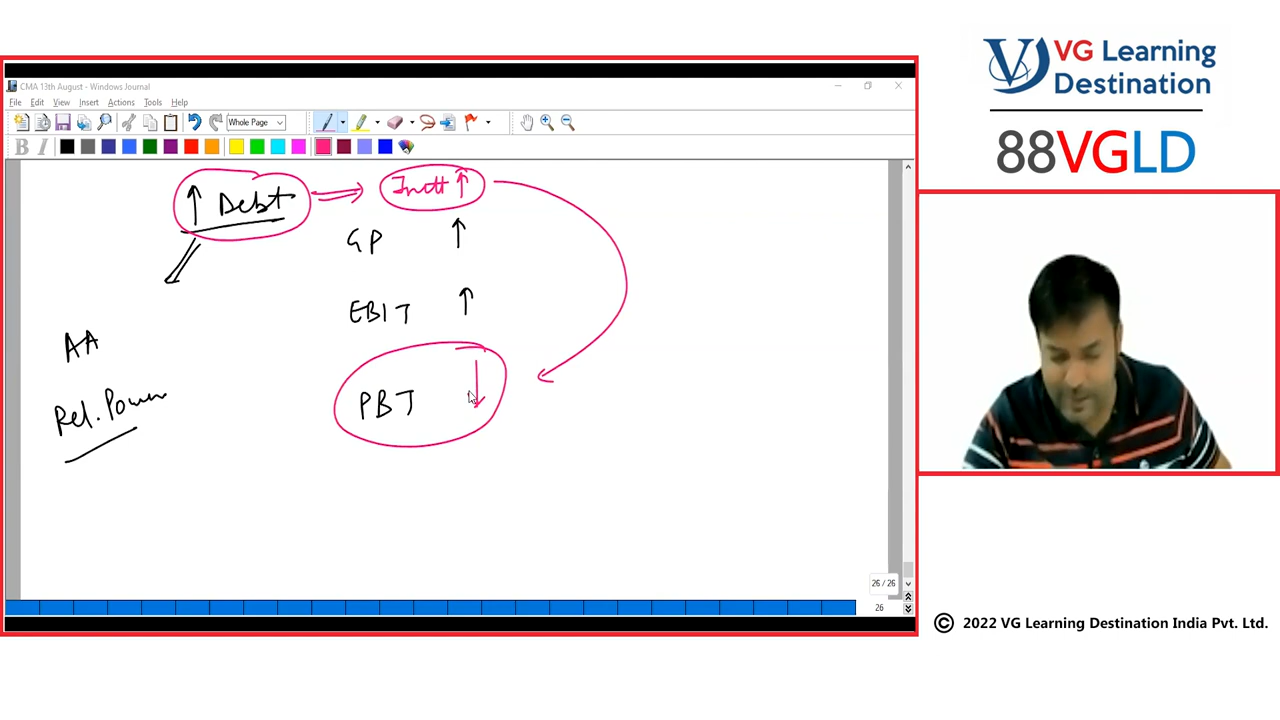 CMA 13th August - Windows Journal
File Edit View Insert Actions Tools Help
Whole Page
B I
↑ Debt ⇒ Intt ↑
GP ↑
EBIT ↑
AA
PBT ↓
Rel. Power
26 / 26
26
VG Learning
Destination
88VGLD
© 2022 VG Learning Destination India Pvt. Ltd.